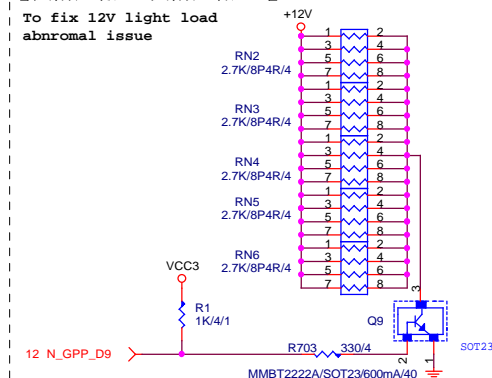 To fix 12V light load
abnromal issue
+12V
1 2
3 4
RN2
5 6
2.7K/8P4R/4
7 8
1 2
3 4
RN3
5 6
2.7K/8P4R/4
7 8
1 2
3 4
RN4
5 6
2.7K/8P4R/4
7 8
1 2
3 4
RN5
5 6
2.7K/8P4R/4
7 8
1 2
3 4
RN6
5 6
2.7K/8P4R/4
7 8
VCC3
R1
1K/4/1
3
Q9
SOT23
12 N_GPP_D9
R703 330/4
2 1
MMBT2222A/SOT23/600mA/40